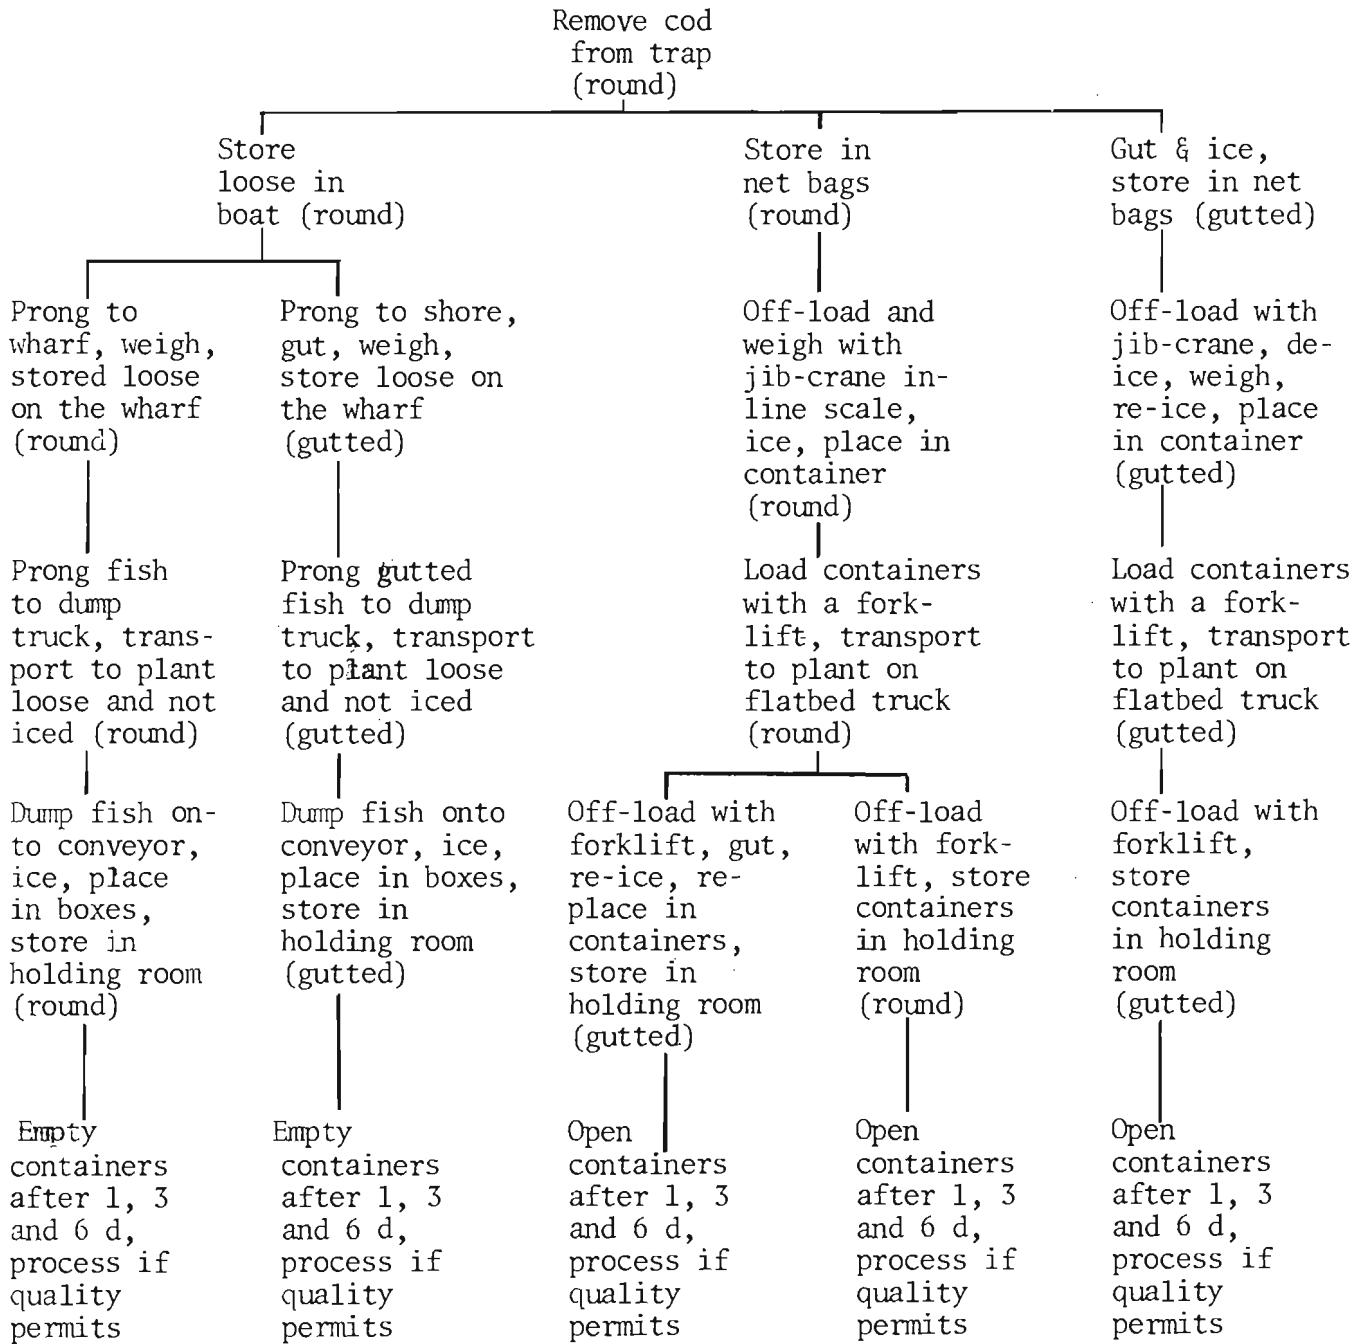 Remove cod
from trap
(round)
Store
loose in
boat (round)
Store in
net bags
(round)
Gut & ice,
store in net
bags (gutted)
Prong to
wharf, weigh,
stored loose
on the wharf
(round)
Prong to shore,
gut, weigh,
store loose on
the wharf
(gutted)
Off-load and
weigh with
jib-crane in-
line scale,
ice, place in
container
(round)
Off-load with
jib-crane, de-
ice, weigh,
re-ice, place
in container
(gutted)
Prong fish
to dump
truck, trans-
port to plant
loose and not
iced (round)
Prong gutted
fish to dump
truck, transport
to plant loose
and not iced
(gutted)
Load containers
with a fork-
lift, transport
to plant on
flatbed truck
(round)
Load containers
with a fork-
lift, transport
to plant on
flatbed truck
(gutted)
Dump fish on-
to conveyor,
ice, place
in boxes,
store in
holding room
(round)
Dump fish onto
conveyor, ice,
place in boxes,
store in
holding room
(gutted)
Off-load with
forklift, gut,
re-ice, re-
place in
containers,
store in
holding room
(gutted)
Off-load
with fork-
lift, store
containers
in holding
room
(round)
Off-load with
forklift,
store
containers
in holding
room
(gutted)
Empty
containers
after 1, 3
and 6 d,
process if
quality
permits
Empty
containers
after 1, 3
and 6 d,
process if
quality
permits
Open
containers
after 1, 3
and 6 d,
process if
quality
permits
Open
containers
after 1, 3
and 6 d,
process if
quality
permits
Open
containers
after 1, 3
and 6 d,
process if
quality
permits